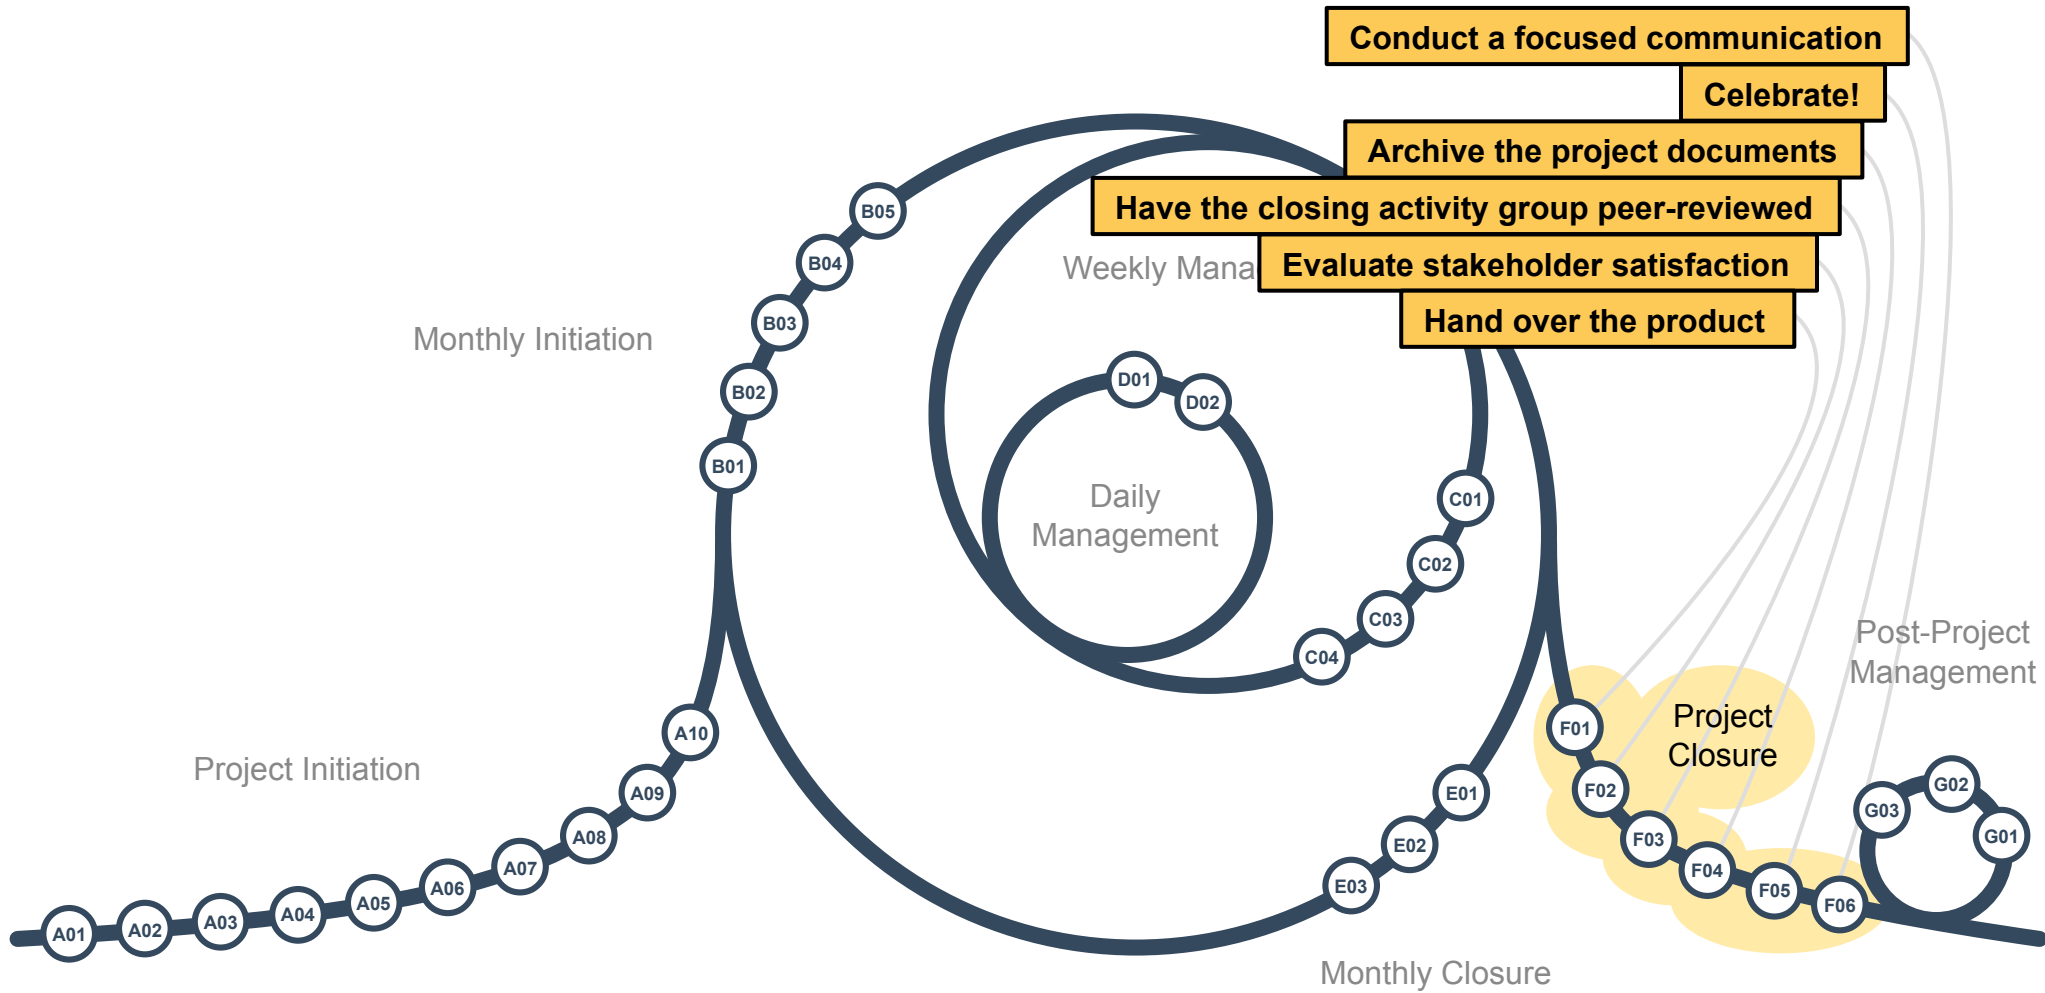 Conduct a focused communication
Celebrate!
Archive the project documents
Have the closing activity group peer-reviewed
Evaluate stakeholder satisfaction
Hand over the product
Weekly Mana
Monthly Initiation
B05
B04
B03
B02
B01
D01
D02
Daily
Management
C01
C02
C03
C04
Post-Project
Management
Project
Closure
Project Initiation
A10
A09
A08
A07
A06
A05
A04
A03
A02
A01
E01
E02
E03
F01
F02
F03
F04
F05
F06
G03
G02
G01
Monthly Closure